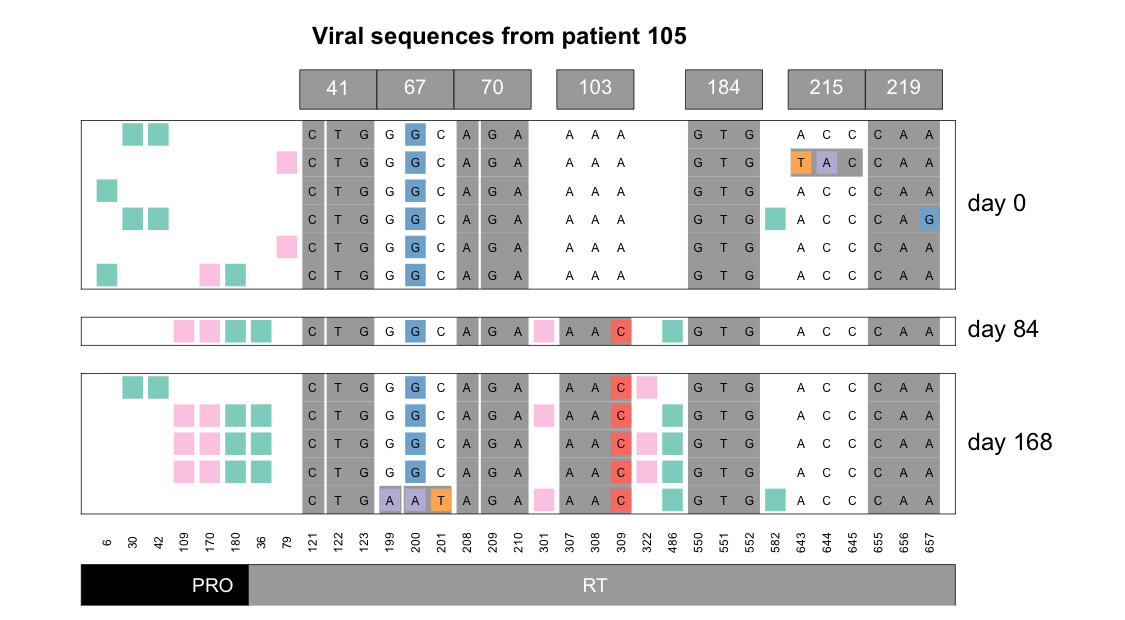 Viral sequences from patient 105
41 67 70 103 184 215 219
C T G G G C A G A A A A G T G A C C C A A
C T G G G C A G A A A A G T G T A C C A A
C T G G G C A G A A A A G T G A C C C A A
day 0
C T G G G C A G A A A A G T G A C C C A G
C T G G G C A G A A A A G T G A C C C A A
C T G G G C A G A A A A G T G A C C C A A
C T G G G C A G A A A C G T G A C C C A A day 84
C T G G G C A G A A A C G T G A C C C A A
C T G G G C A G A A A C G T G A C C C A A
C T G G G C A G A A A C G T G A C C C A A day 168
C T G G G C A G A A A C G T G A C C C A A
C T G A A T A G A A A C G T G A C C C A A
6 30 42 109 170 180 36 79 121 122 123 199 200 201 208 209 210 301 307 308 309 322 486 550 551 552 582 643 644 645 655 656 657
PRO RT